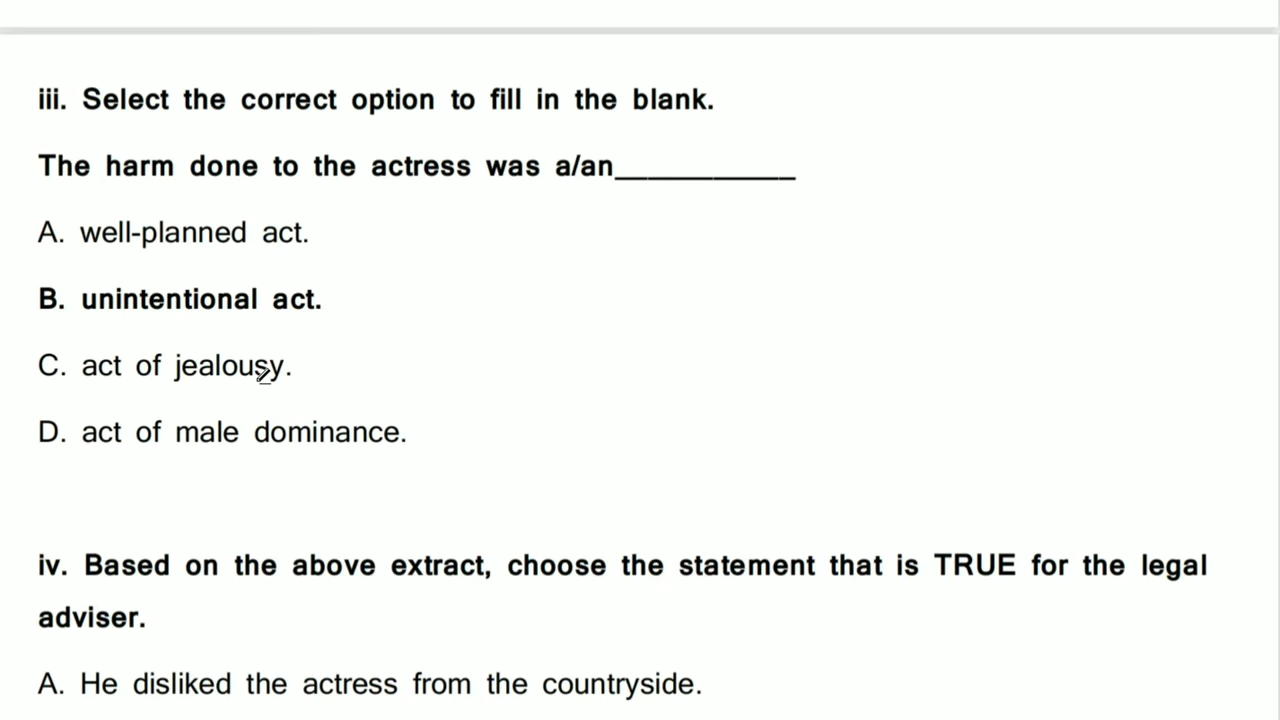 iii. Select the correct option to fill in the blank.
The harm done to the actress was a/an___________
A. well-planned act.
B. unintentional act.
C. act of jealousy.
D. act of male dominance.
iv. Based on the above extract, choose the statement that is TRUE for the legal
adviser.
A. He disliked the actress from the countryside.